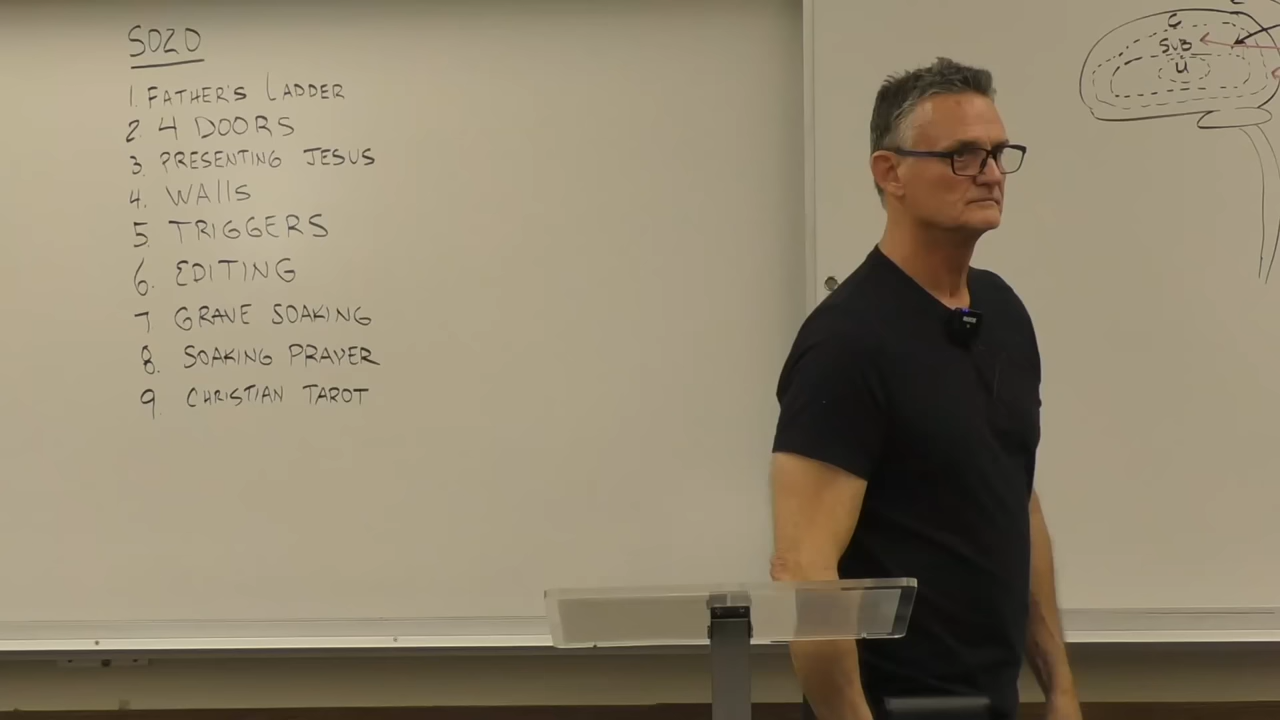 SOZO
1. FATHER'S LADDER
2. 4 DOORS
3. PRESENTING JESUS
4. WALLS
5. TRIGGERS
6. EDITING
7 GRAVE SOAKING
8. SOAKING PRAYER
9. CHRISTIAN TAROT
C
SUB
U